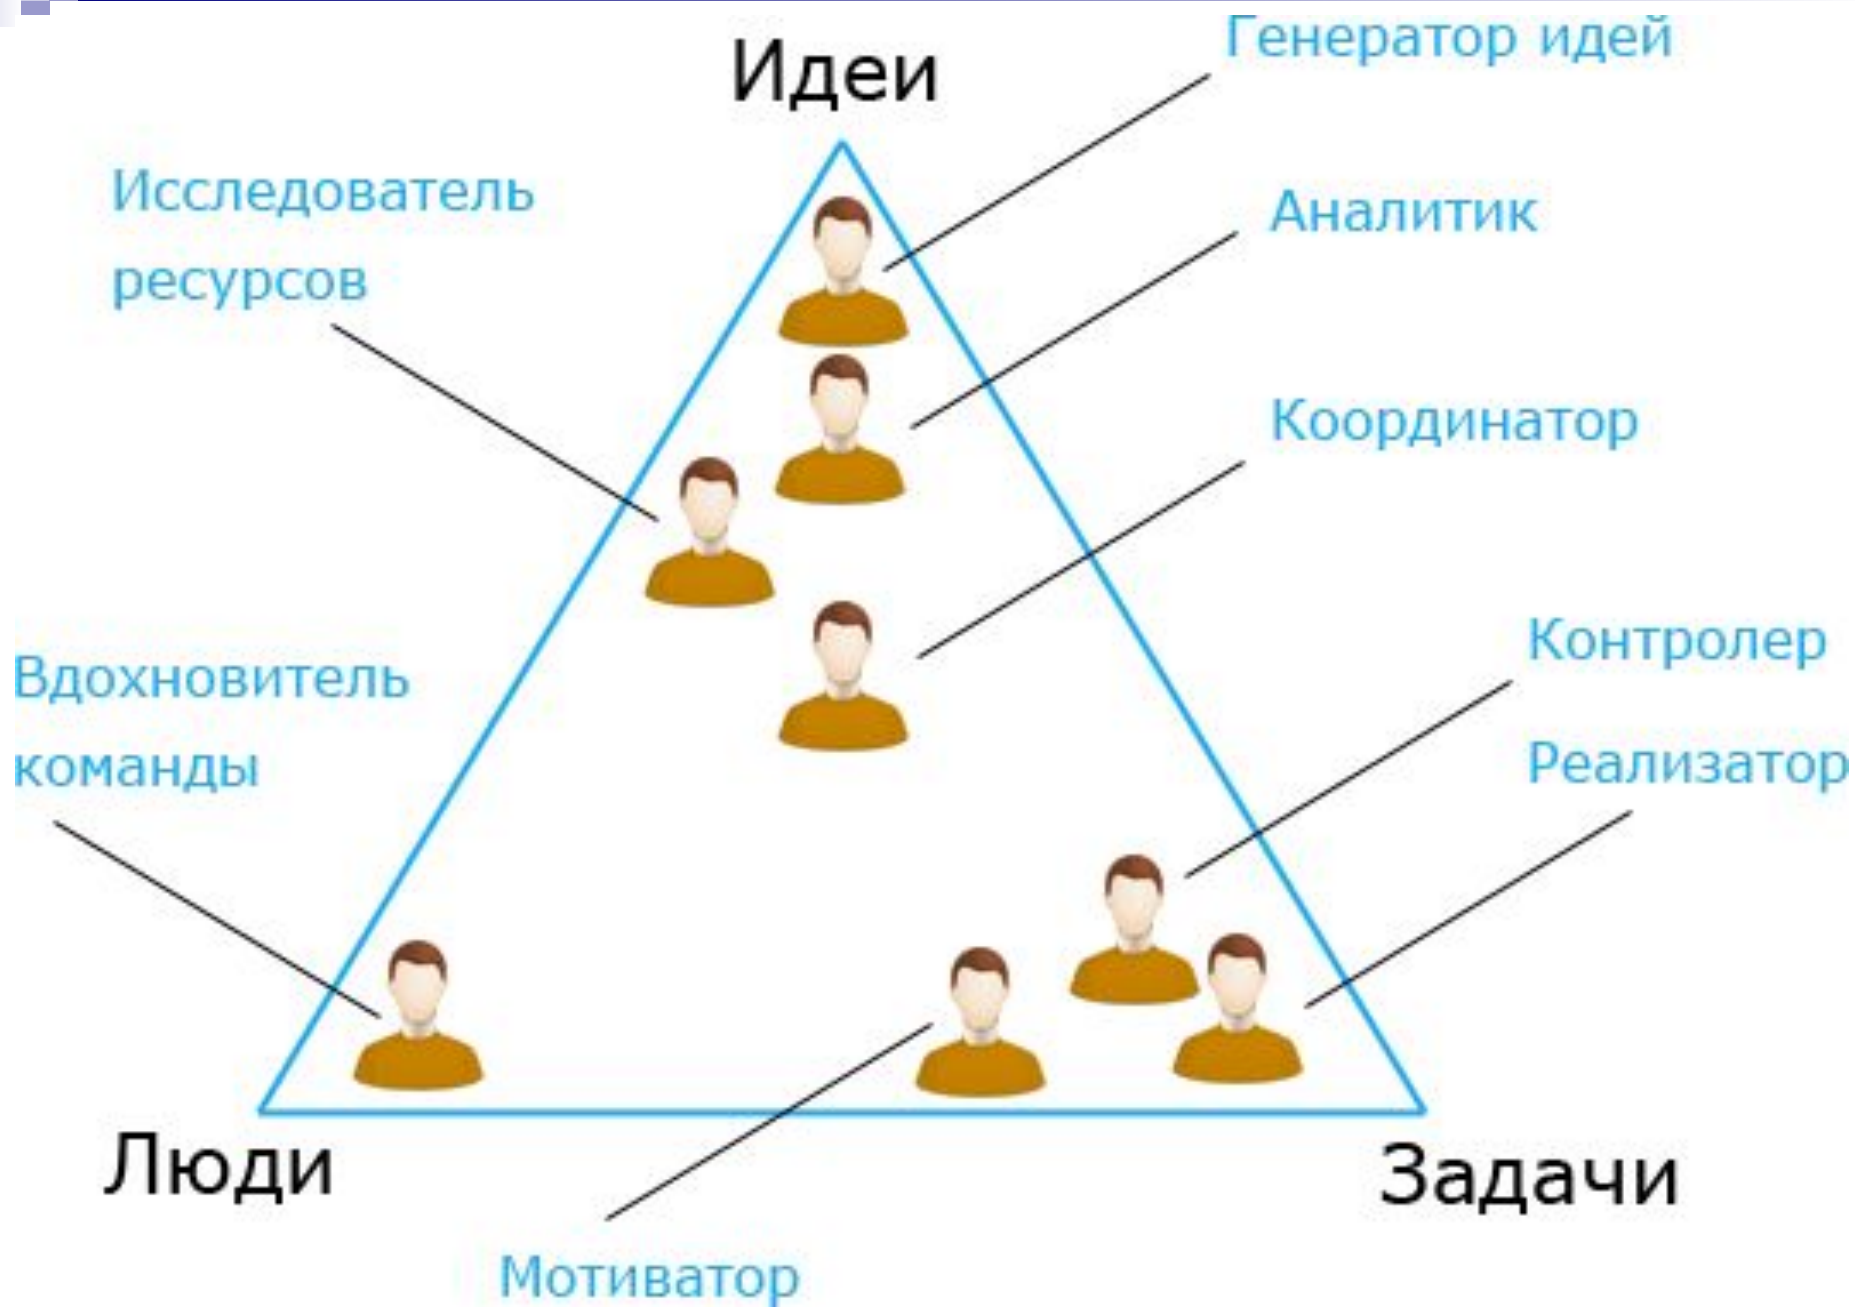 Генератор идей
Идеи
Исследователь
ресурсов
Аналитик
Координатор
Контролер
Вдохновитель
команды
Реализатор
Люди
Задачи
Мотиватор